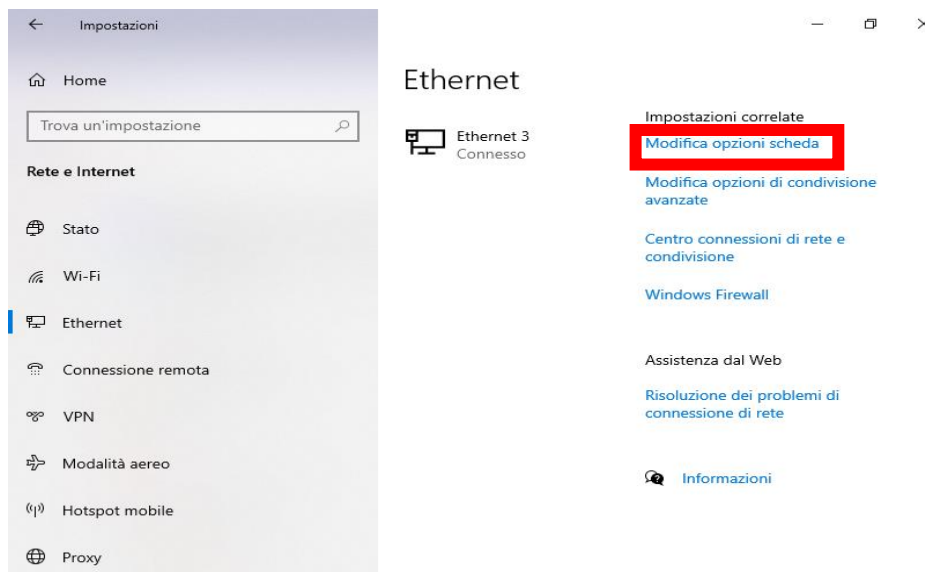 Impostazioni
Home
Trova un'impostazione
Rete e Internet
Stato
Wi-Fi
Ethernet
Connessione remota
VPN
Modalità aereo
Hotspot mobile
Proxy
Ethernet
Ethernet 3
Connesso
Impostazioni correlate
Modifica opzioni scheda
Modifica opzioni di condivisione
avanzate
Centro connessioni di rete e
condivisione
Windows Firewall
Assistenza dal Web
Risoluzione dei problemi di
connessione di rete
Informazioni